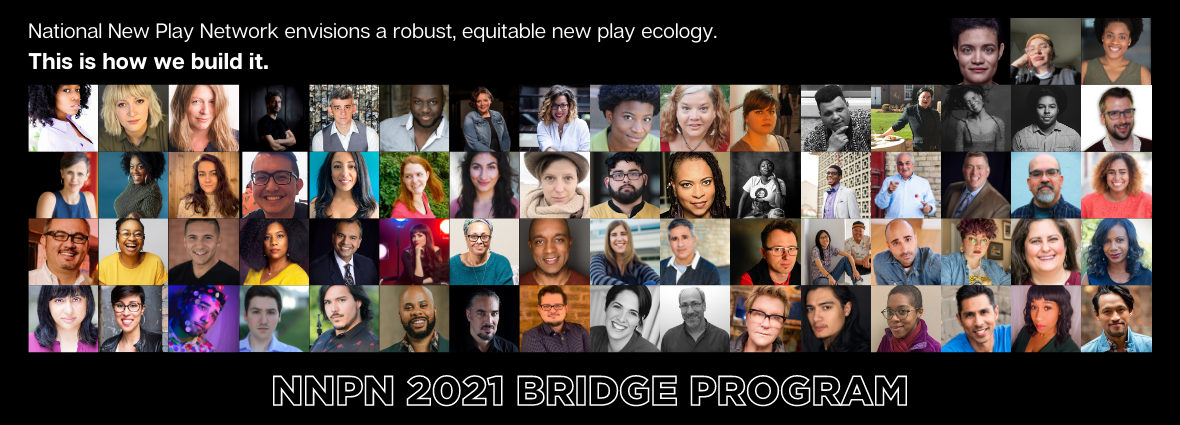 National New Play Network envisions a robust, equitable new play ecology.
This is how we build it.
NNPN 2021 BRIDGE PROGRAM